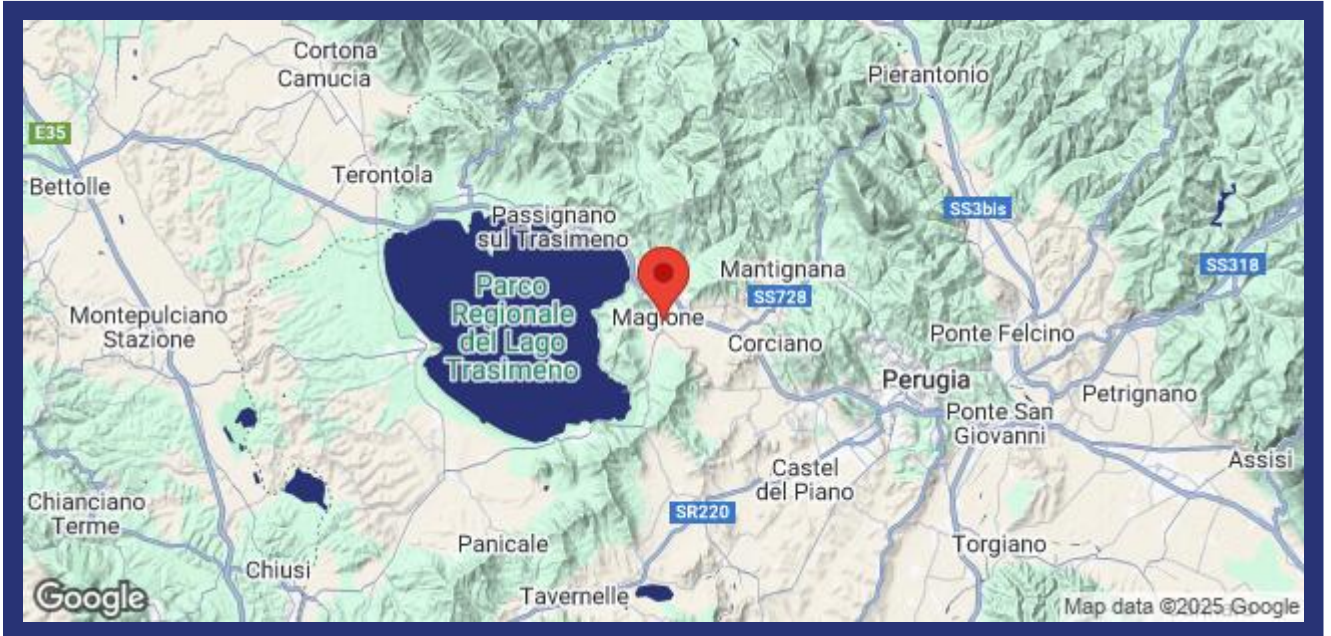 Cortona
Camucia
Pierantonio
E35
Terontola
Bettolle
SS3bis
Passignano
sul Trasimeno
SS318
Mantignana
SS728
Parco
Regionale
del Lago
Trasimeno
Magione
Montepulciano
Stazione
Corciano
Ponte Felcino
Perugia
Petrignano
Ponte San
Giovanni
Assisi
Castel
del Piano
Chianciano
Terme
SR220
Panicale
Torgiano
Chiusi
Tavernelle
Google
Map data ©2025 Google